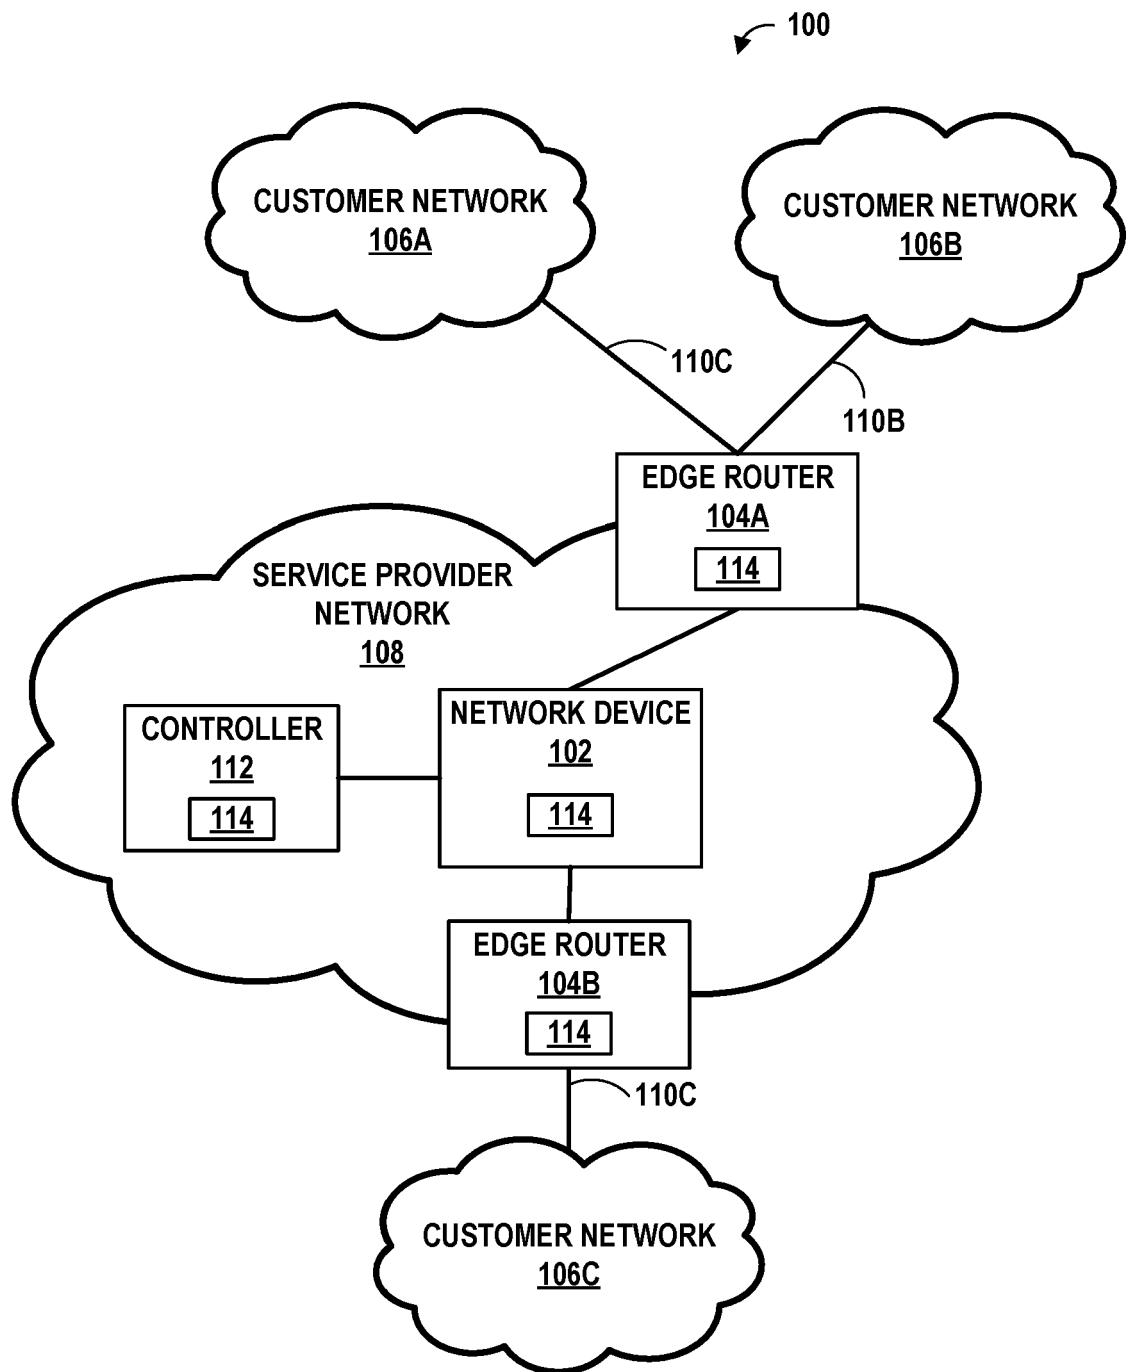 100
CUSTOMER NETWORK
106A
CUSTOMER NETWORK
106B
110C
110B
EDGE ROUTER
104A
114
SERVICE PROVIDER
NETWORK
108
CONTROLLER
112
114
NETWORK DEVICE
102
114
EDGE ROUTER
104B
114
110C
CUSTOMER NETWORK
106C